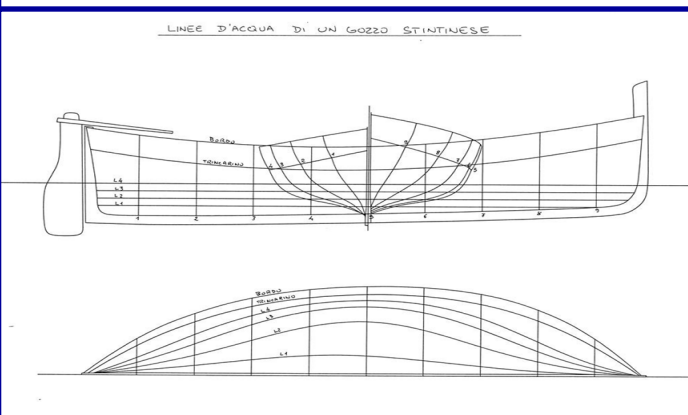 LINEE D'ACQUA DI UN GOZZO STINTINESE
BORDO
TRINCARINO
L4
L3
L2
L1
1 2 3 4 5 6 7 8 9
BORDO
TRINCARINO
L4
L3
L2
L1